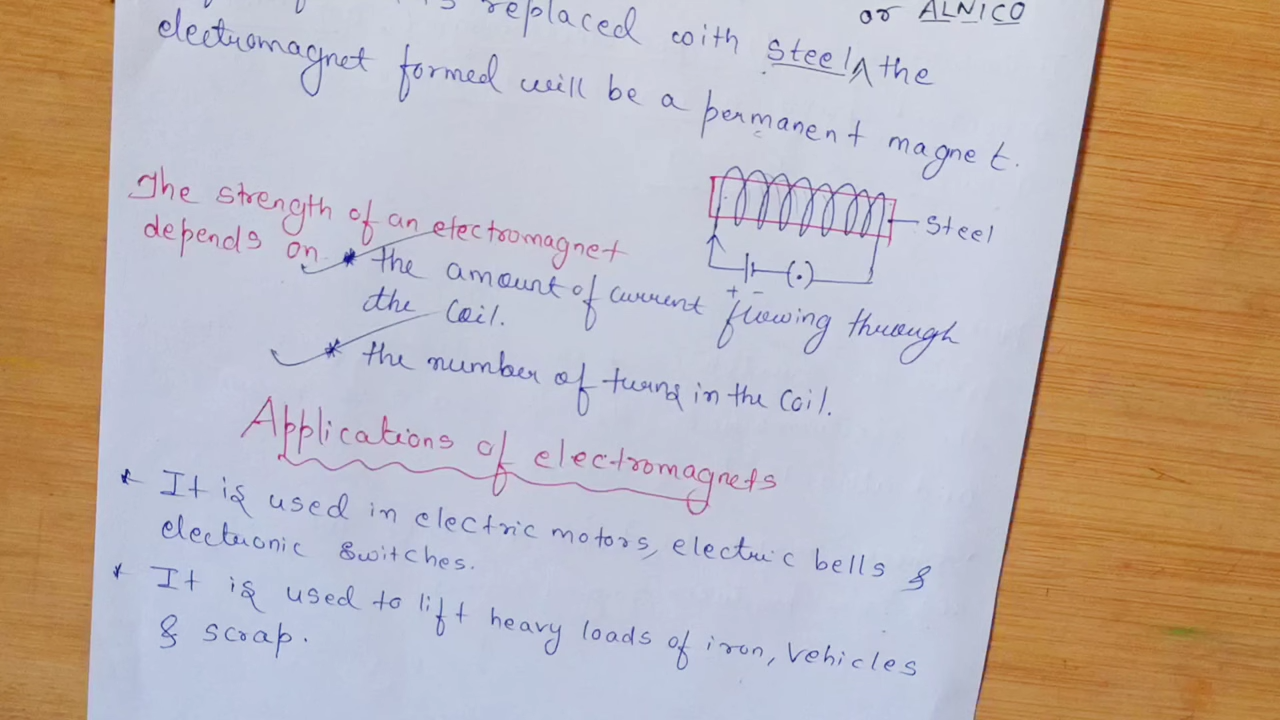 or ALNICO
replaced with steel^ the
electromagnet formed will be a permanent magnet.
Steel
+ -
The strength of an electromagnet
depends on * the amount of current flowing through
the coil.
* the number of turns in the coil.
Applications of electromagnets
* It is used in electric motors, electric bells &
electronic switches.
* It is used to lift heavy loads of iron, vehicles
& scrap.